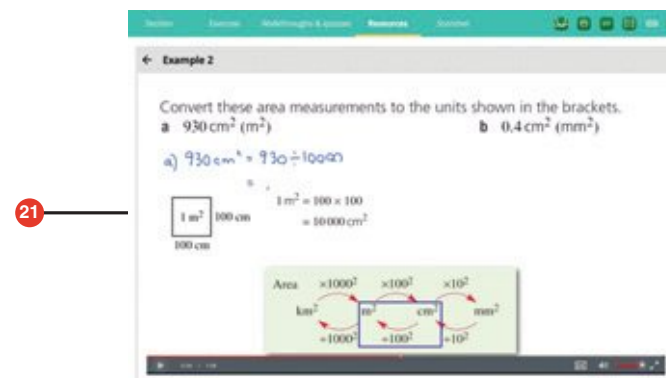 Resources
← Example 2
Convert these area measurements to the units shown in the brackets.
a 930 cm² (m²)
b 0.4 cm² (mm²)
a) 930 cm² = 930 ÷ 10000
=
1 m² = 100 × 100
= 10 000 cm²
1 m² 100 cm
100 cm
21
Area ×1000² ×100² ×10²
km² m² cm² mm²
÷1000² ÷100² ÷10²